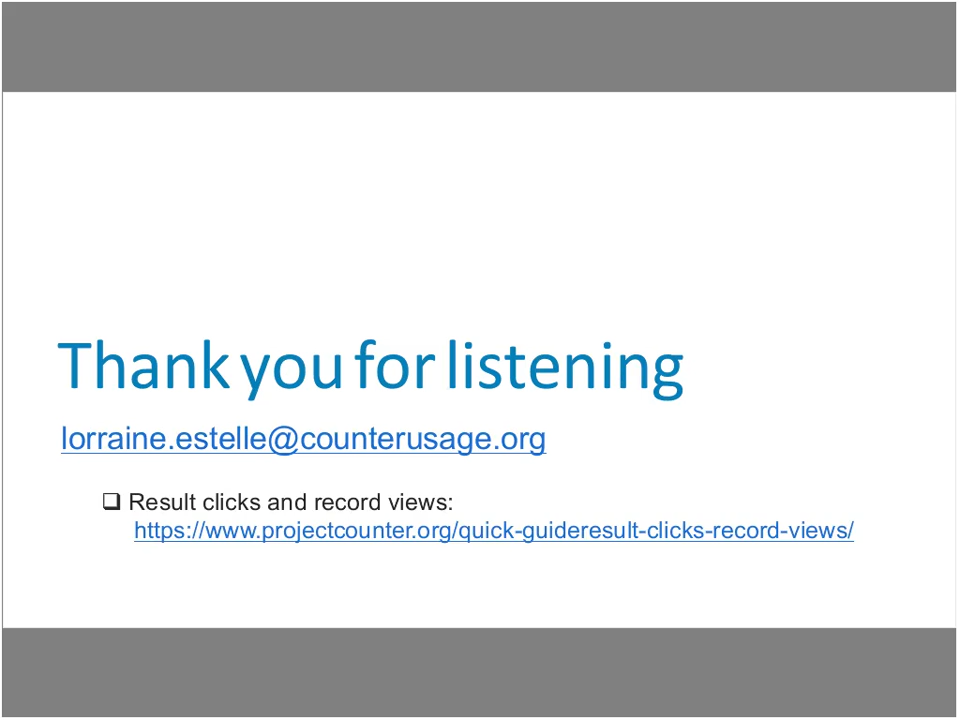 Thank you for listening
lorraine.estelle@counterusage.org
❑ Result clicks and record views:
https://www.projectcounter.org/quick-guideresult-clicks-record-views/